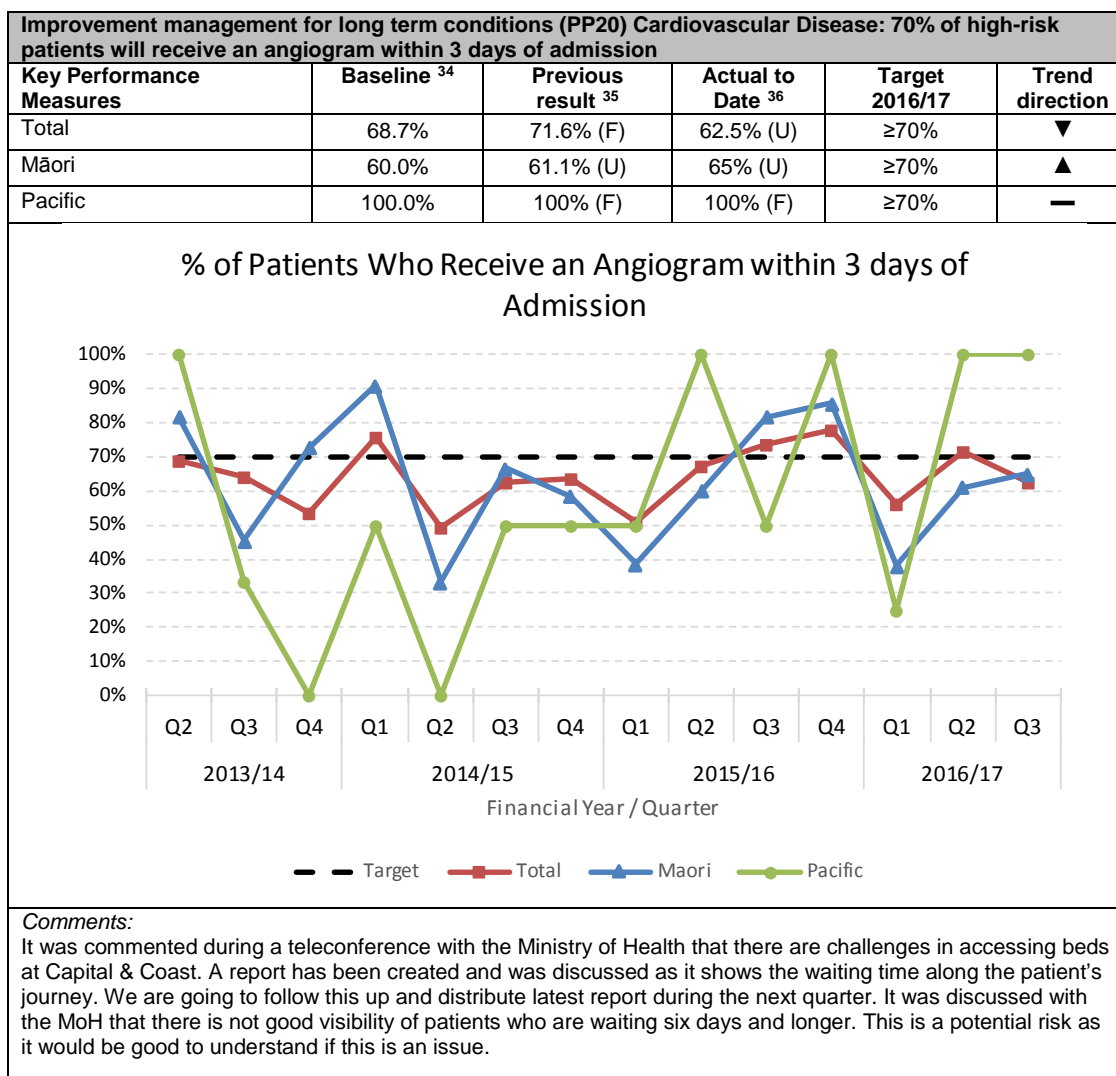 Improvement management for long term conditions (PP20) Cardiovascular Disease: 70% of high-risk
patients will receive an angiogram within 3 days of admission
Key Performance Measures | Baseline 34 | Previous result 35 | Actual to Date 36 | Target 2016/17 | Trend direction
Total | 68.7% | 71.6% (F) | 62.5% (U) | ≥70% | ▼
Māori | 60.0% | 61.1% (U) | 65% (U) | ≥70% | ▲
Pacific | 100.0% | 100% (F) | 100% (F) | ≥70% | —
% of Patients Who Receive an Angiogram within 3 days of
Admission
100%
90%
80%
70%
60%
50%
40%
30%
20%
10%
0%
Q2 Q3 Q4 Q1 Q2 Q3 Q4 Q1 Q2 Q3 Q4 Q1 Q2 Q3
2013/14 2014/15 2015/16 2016/17
Financial Year / Quarter
Target Total Maori Pacific
Comments:
It was commented during a teleconference with the Ministry of Health that there are challenges in accessing beds
at Capital & Coast. A report has been created and was discussed as it shows the waiting time along the patient's
journey. We are going to follow this up and distribute latest report during the next quarter. It was discussed with
the MoH that there is not good visibility of patients who are waiting six days and longer. This is a potential risk as
it would be good to understand if this is an issue.